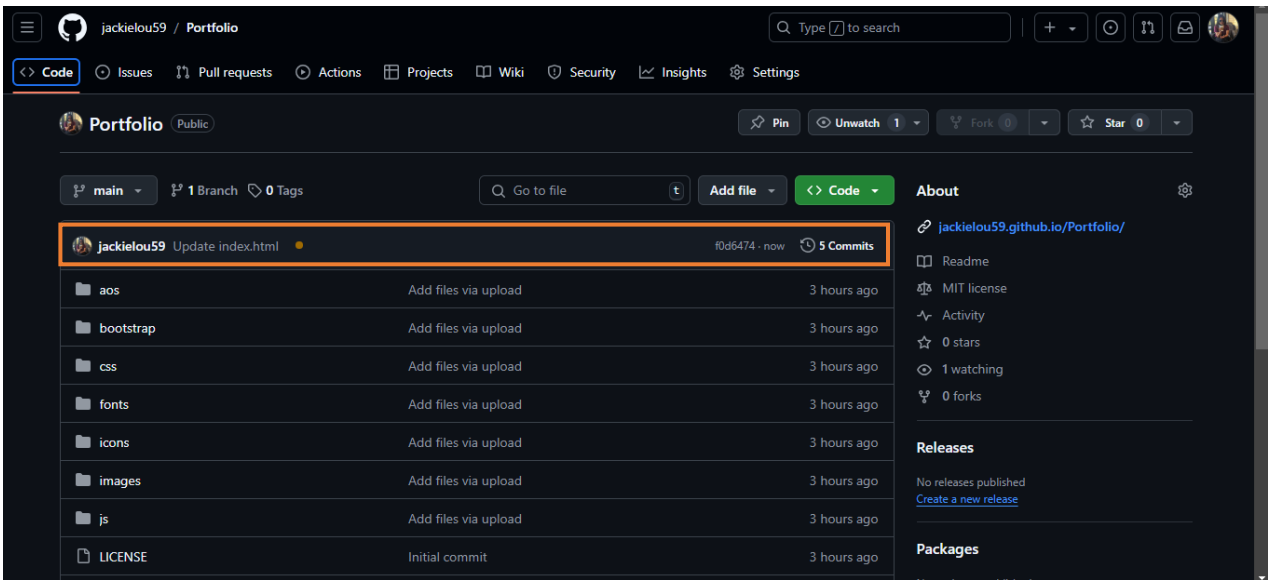 jackielou59 / Portfolio
Type / to search
Code Issues Pull requests Actions Projects Wiki Security Insights Settings
Portfolio Public
Pin Unwatch 1 Fork 0 Star 0
main 1 Branch 0 Tags
Go to file t Add file Code
jackielou59 Update index.html f0d6474 · now 5 Commits
aos Add files via upload 3 hours ago
bootstrap Add files via upload 3 hours ago
css Add files via upload 3 hours ago
fonts Add files via upload 3 hours ago
icons Add files via upload 3 hours ago
images Add files via upload 3 hours ago
js Add files via upload 3 hours ago
LICENSE Initial commit 3 hours ago
About
jackielou59.github.io/Portfolio/
Readme
MIT license
Activity
0 stars
1 watching
0 forks
Releases
No releases published
Create a new release
Packages